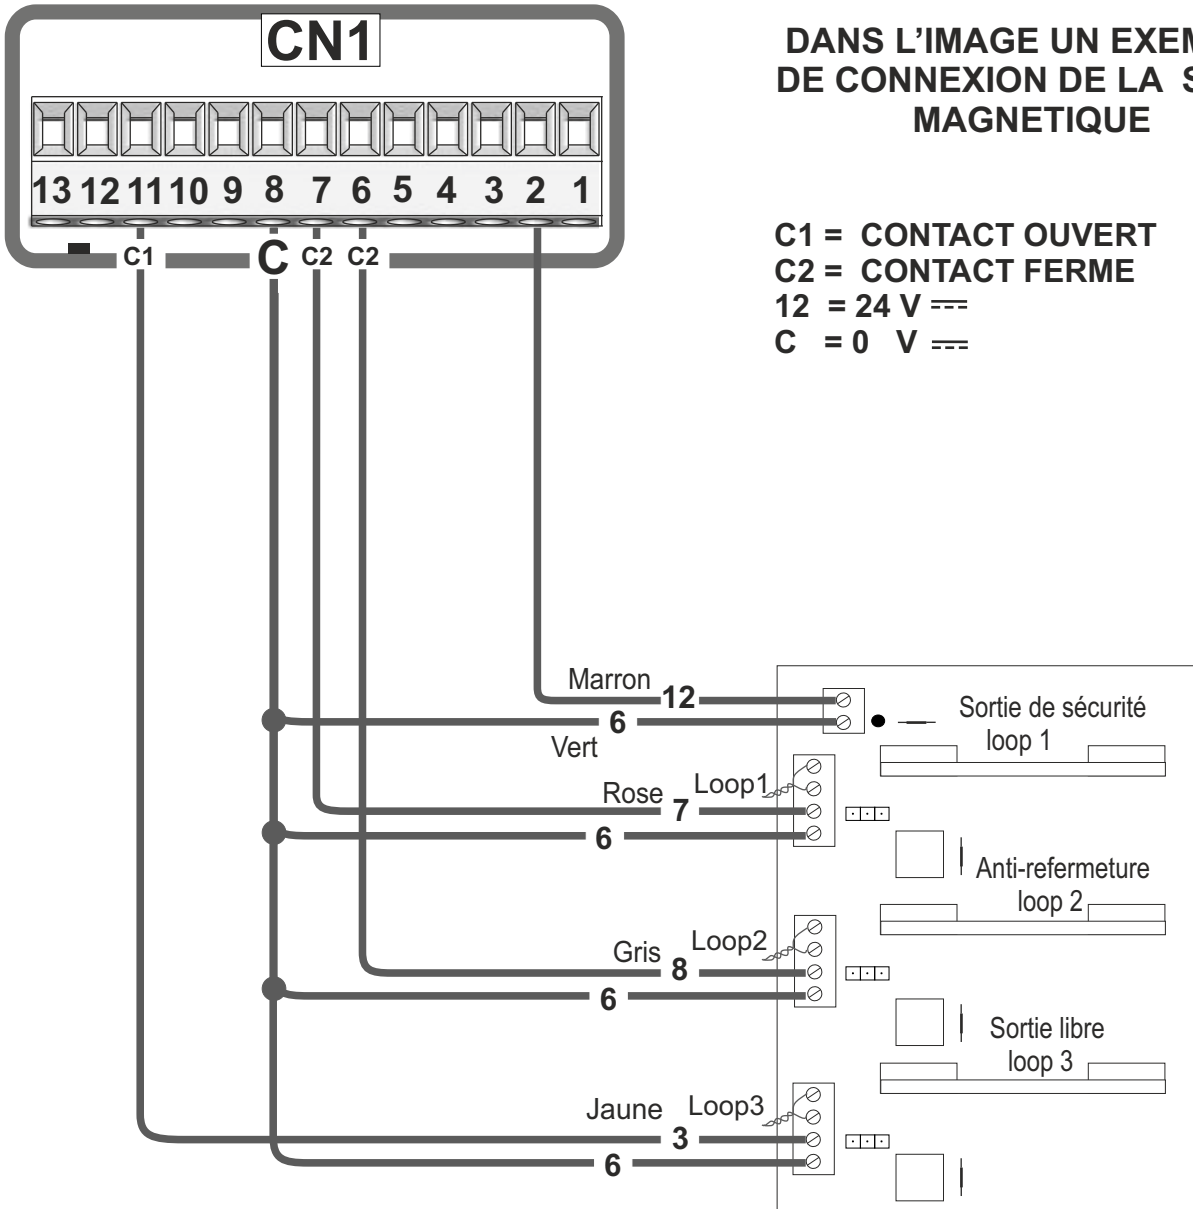 CN1
DANS L'IMAGE UN
DE CONNEXION DE LA
MAGNETIQUE
13 12 11 10 9 8 7 6 5 4 3 2 1
C1 C C2 C2
C1 = CONTACT OUVERT
C2 = CONTACT FERME
12 = 24 V
C = 0 V
Marron 12
6
Vert
Sortie de sécurité
loop 1
Rose 7 Loop1
6
Anti-refermeture
loop 2
Gris 8 Loop2
6
Sortie libre
loop 3
Jaune 3 Loop3
6